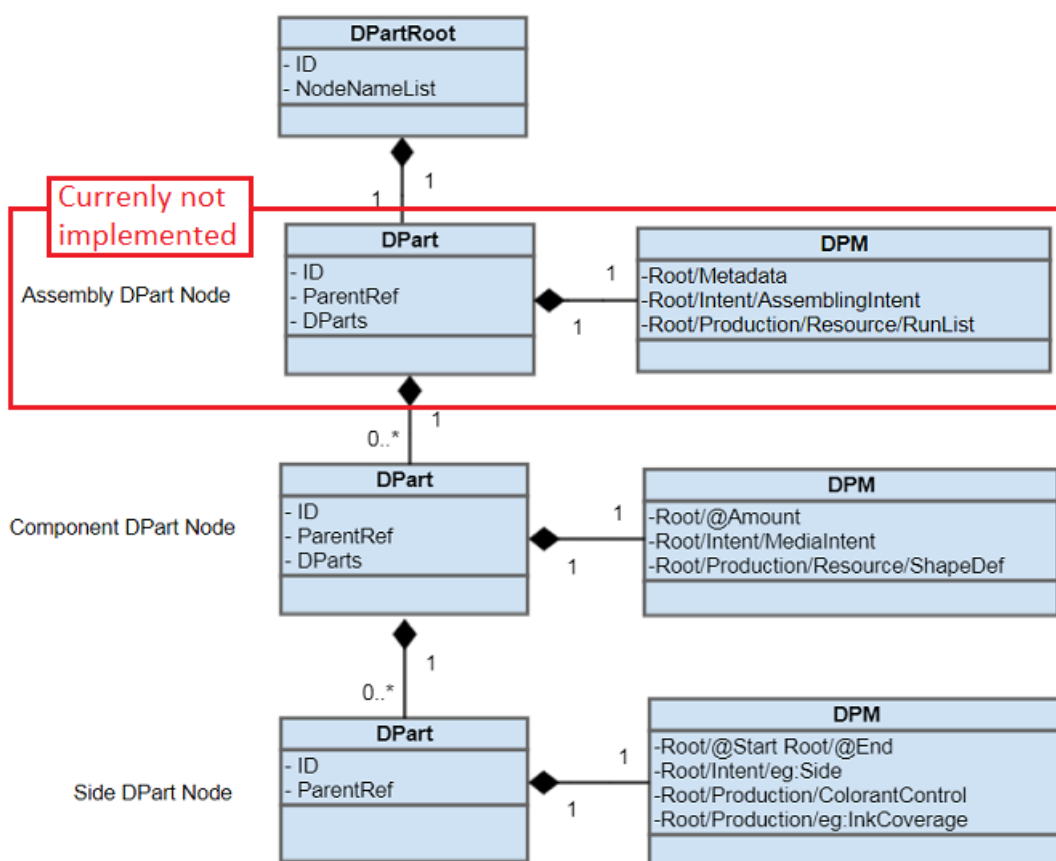 DPartRoot
- ID
- NodeNameList
1
1
Currenly not
implemented
Assembly DPart Node
DPart
- ID
- ParentRef
- DParts
1
1
DPM
-Root/Metadata
-Root/Intent/AssemblingIntent
-Root/Production/Resource/RunList
1
0..*
Component DPart Node
DPart
- ID
- ParentRef
- DParts
1
1
DPM
-Root/@Amount
-Root/Intent/MediaIntent
-Root/Production/Resource/ShapeDef
1
0..*
Side DPart Node
DPart
- ID
- ParentRef
1
1
DPM
-Root/@Start Root/@End
-Root/Intent/eg:Side
-Root/Production/ColorantControl
-Root/Production/eg:InkCoverage